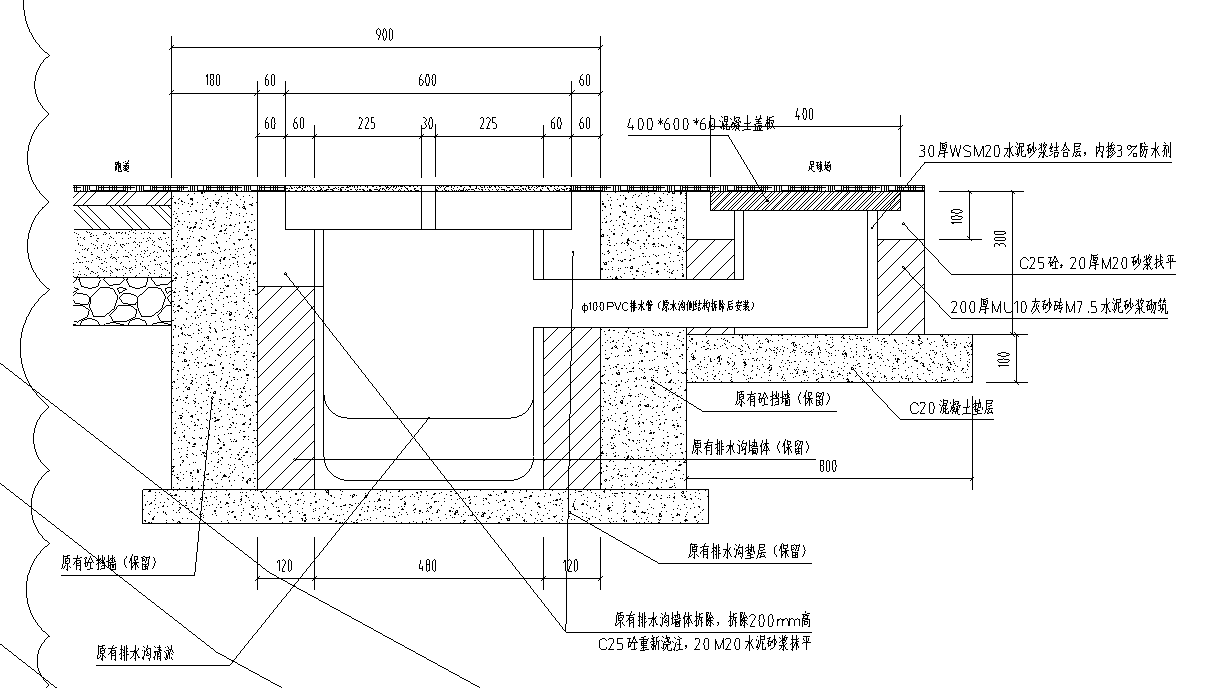 900
180
60
600
60
60
60
225
30
225
60
60
400*600*60混凝土盖板
400
30厚WSM20水泥砂浆结合层，内掺3%防水剂
跑道
足球场
100
300
C25砼，20厚M20砂浆抹平
φ100PVC排水管（原水沟侧结构拆除后安装）
200厚MU10灰砂砖M7.5水泥砂浆砌筑
100
原有砼挡墙（保留）
C20混凝土垫层
原有排水沟墙体（保留）
800
原有排水沟垫层（保留）
原有砼挡墙（保留）
120
480
120
原有排水沟墙体拆除，拆除200mm高
C25砼重新浇注，20M20水泥砂浆抹平
原有排水沟清淤